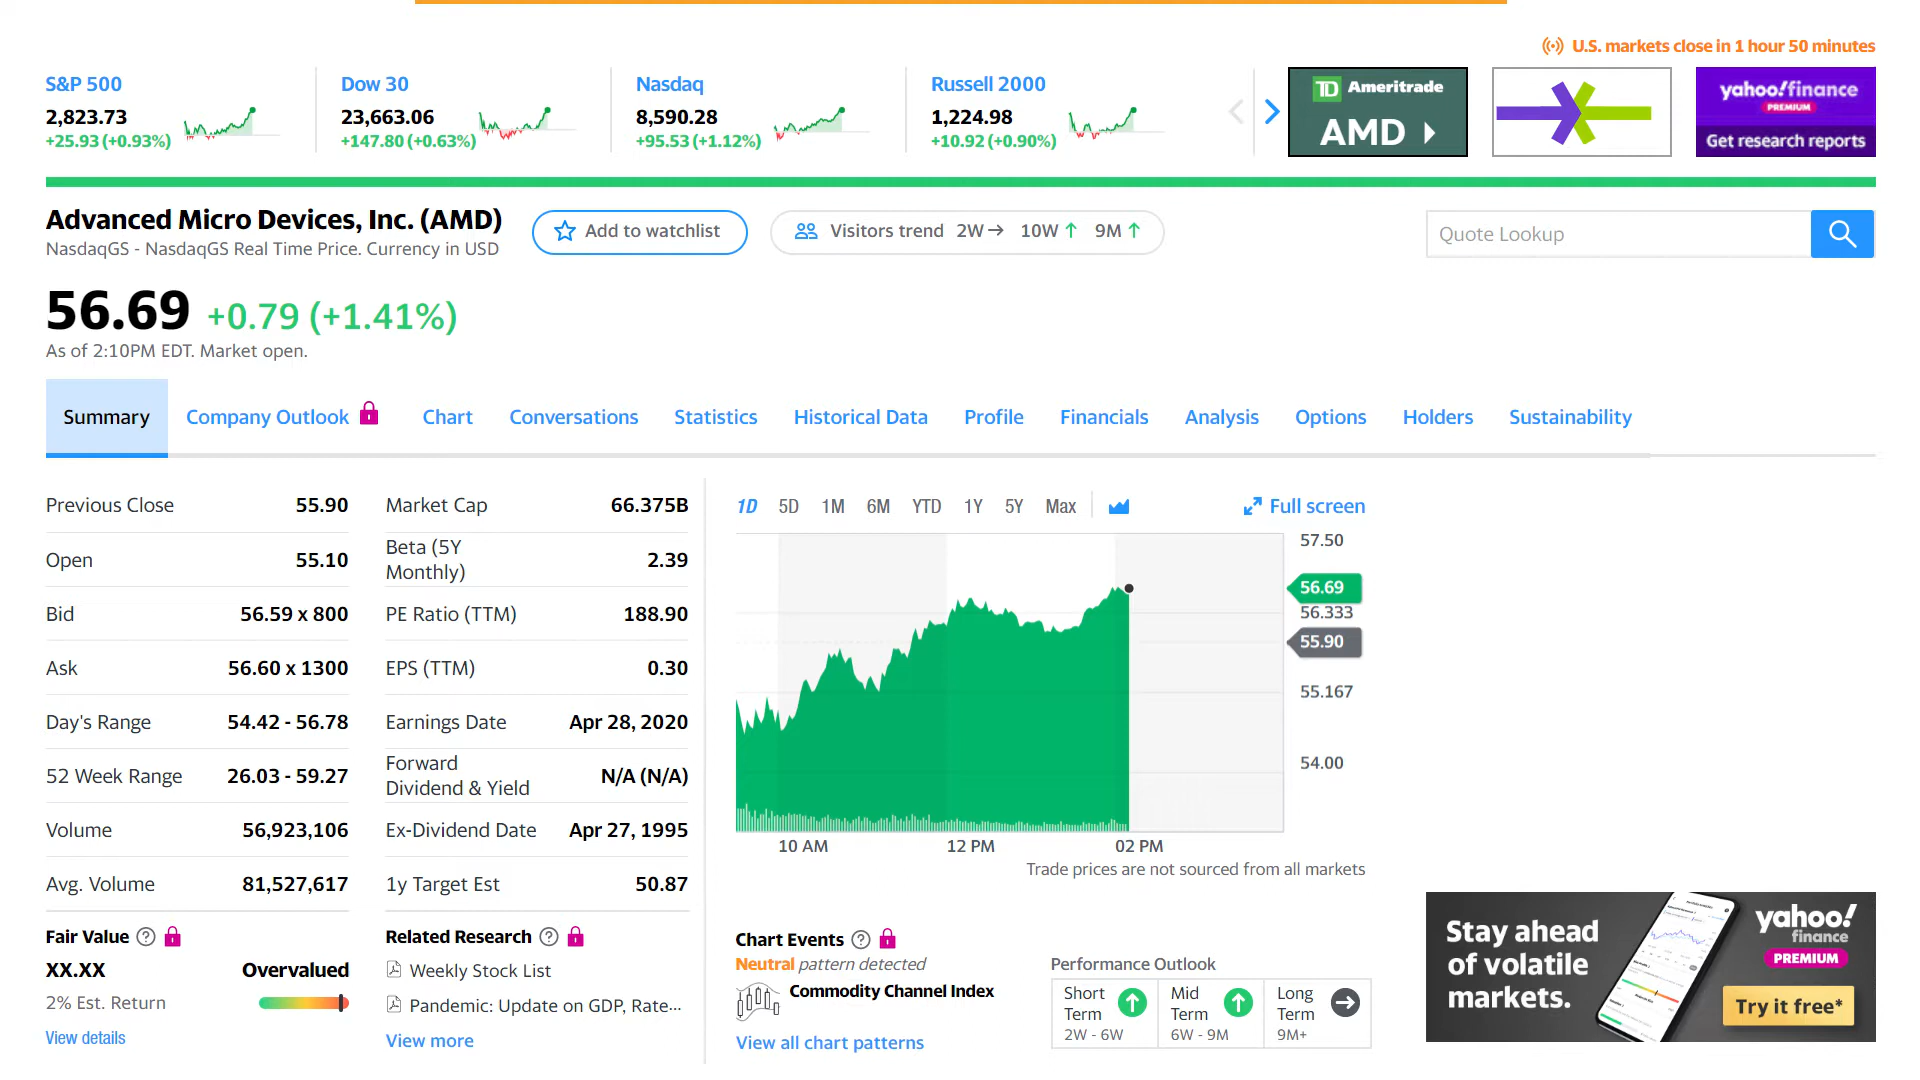 U.S. markets close in 1 hour 50 minutes
S&P 500
2,823.73
+25.93 (+0.93%)
Dow 30
23,663.06
+147.80 (+0.63%)
Nasdaq
8,590.28
+95.53 (+1.12%)
Russell 2000
1,224.98
+10.92 (+0.90%)
TD Ameritrade
AMD
yahoo!finance
PREMIUM
Get research reports
Advanced Micro Devices, Inc. (AMD)
NasdaqGS - NasdaqGS Real Time Price. Currency in USD
Add to watchlist
Visitors trend 2W→ 10W↑ 9M↑
Quote Lookup
56.69 +0.79 (+1.41%)
As of 2:10PM EDT. Market open.
Summary Company Outlook Chart Conversations Statistics Historical Data Profile Financials Analysis Options Holders Sustainability
Previous Close 55.90
Open 55.10
Bid 56.59 x 800
Ask 56.60 x 1300
Day's Range 54.42 - 56.78
52 Week Range 26.03 - 59.27
Volume 56,923,106
Avg. Volume 81,527,617
Market Cap 66.375B
Beta (5Y
Monthly) 2.39
PE Ratio (TTM) 188.90
EPS (TTM) 0.30
Earnings Date Apr 28, 2020
Forward
Dividend & Yield N/A (N/A)
Ex-Dividend Date Apr 27, 1995
1y Target Est 50.87
Fair Value ?
XX.XX Overvalued
2% Est. Return
View details
Related Research ?
Weekly Stock List
Pandemic: Update on GDP, Rate...
View more
1D 5D 1M 6M YTD 1Y 5Y Max
Full screen
57.50
56.69
56.333
55.90
55.167
54.00
10 AM 12 PM 02 PM
Trade prices are not sourced from all markets
Chart Events ?
Neutral pattern detected
Commodity Channel Index
View all chart patterns
Performance Outlook
Short
Term
2W - 6W
Mid
Term
6W - 9M
Long
Term
9M+
Stay ahead
of volatile
markets.
yahoo!
finance
PREMIUM
Try it free*